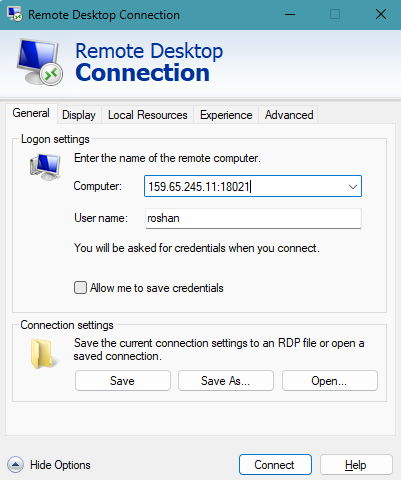 Remote Desktop Connection
Remote Desktop
Connection
General Display Local Resources Experience Advanced
Logon settings
Enter the name of the remote computer.
Computer: 159.65.245.11:18021
User name: roshan
You will be asked for credentials when you connect.
Allow me to save credentials
Connection settings
Save the current connection settings to an RDP file or open a
saved connection.
Save Save As... Open...
Hide Options Connect Help